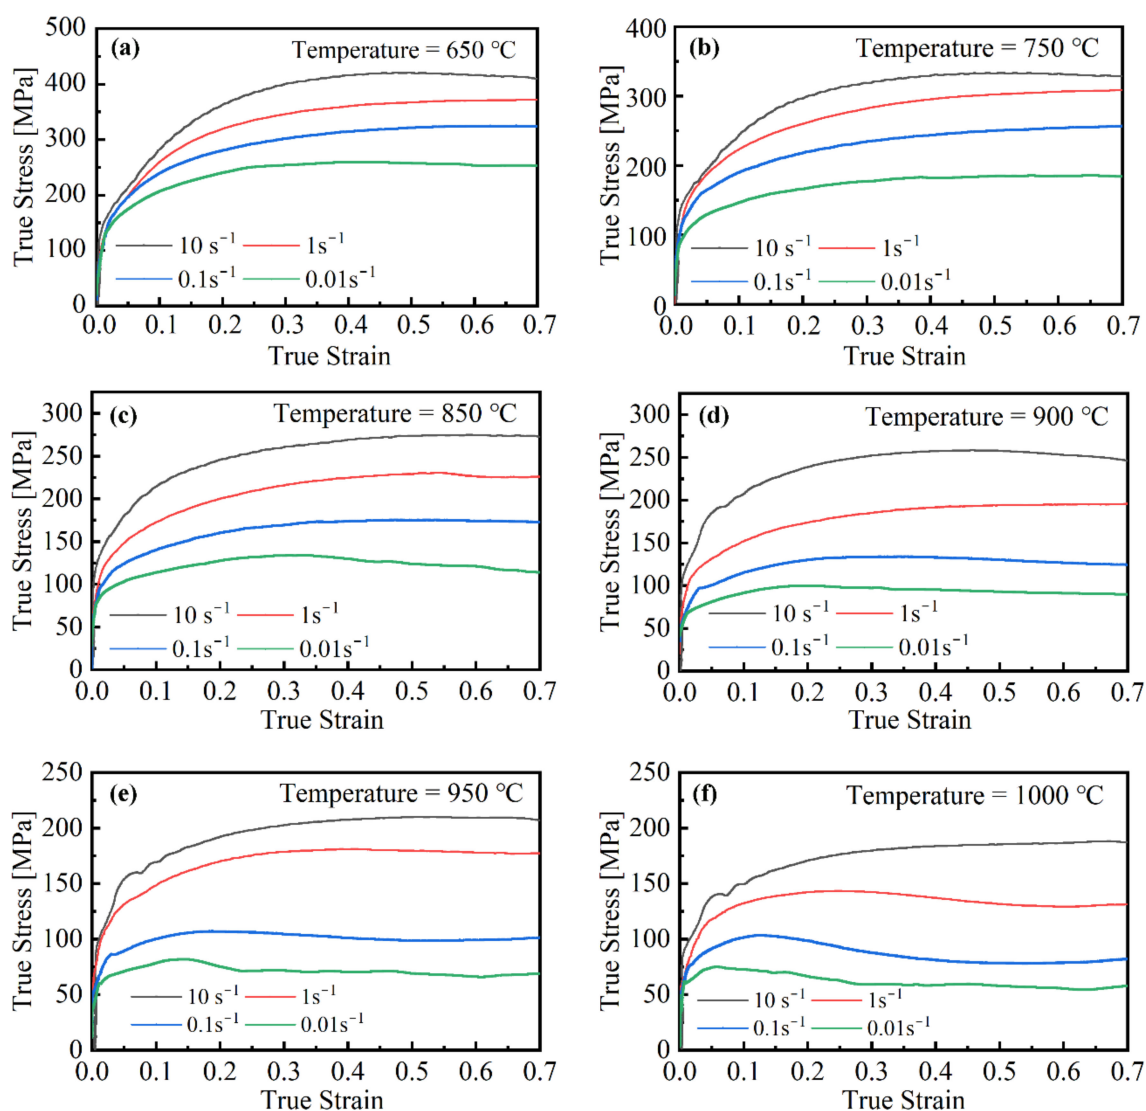 (a) Temperature = 650 ℃
True Stress [MPa]
500
400
300
200
100
0
10 s⁻¹ 1s⁻¹
0.1s⁻¹ 0.01s⁻¹
0.0 0.1 0.2 0.3 0.4 0.5 0.6 0.7
True Strain
(b) Temperature = 750 ℃
True Stress [MPa]
400
300
200
100
0
10 s⁻¹ 1s⁻¹
0.1s⁻¹ 0.01s⁻¹
0.0 0.1 0.2 0.3 0.4 0.5 0.6 0.7
True Strain
(c) Temperature = 850 ℃
True Stress [MPa]
300
250
200
150
100
50
0
10 s⁻¹ 1s⁻¹
0.1s⁻¹ 0.01s⁻¹
0.0 0.1 0.2 0.3 0.4 0.5 0.6 0.7
True Strain
(d) Temperature = 900 ℃
True Stress [MPa]
300
250
200
150
100
50
0
10 s⁻¹ 1s⁻¹
0.1s⁻¹ 0.01s⁻¹
0.0 0.1 0.2 0.3 0.4 0.5 0.6 0.7
True Strain
(e) Temperature = 950 ℃
True Stress [MPa]
250
200
150
100
50
0
10 s⁻¹ 1s⁻¹
0.1s⁻¹ 0.01s⁻¹
0.0 0.1 0.2 0.3 0.4 0.5 0.6 0.7
True Strain
(f) Temperature = 1000 ℃
True Stress [MPa]
250
200
150
100
50
0
10 s⁻¹ 1s⁻¹
0.1s⁻¹ 0.01s⁻¹
0.0 0.1 0.2 0.3 0.4 0.5 0.6 0.7
True Strain